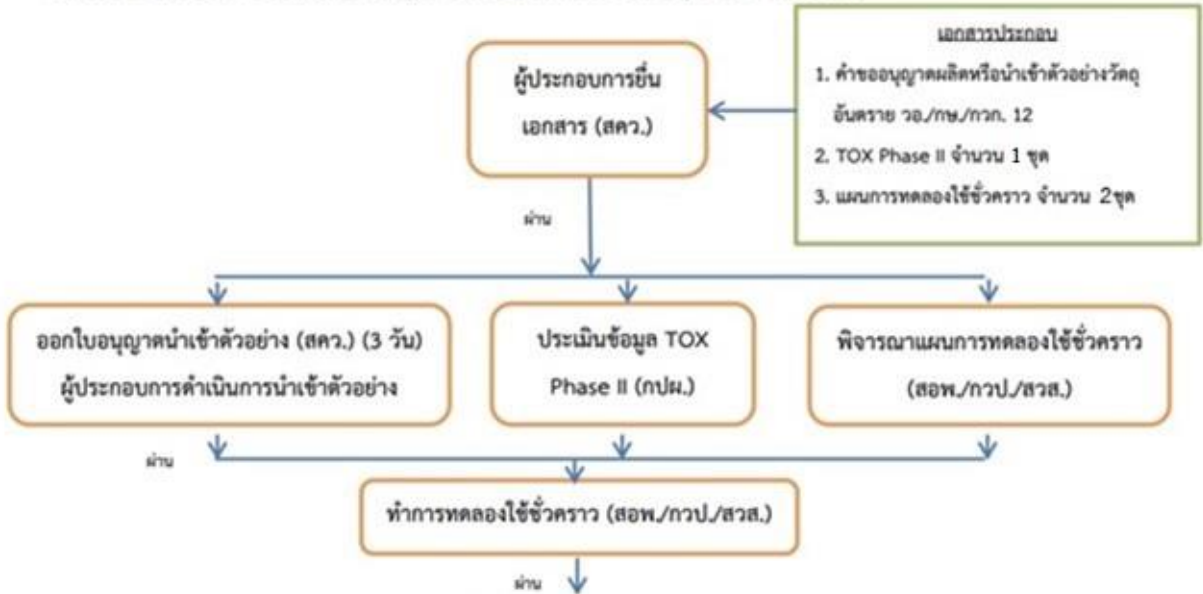 เอกสารประกอบ
1. คำขออนุญาตผลิตหรือนำเข้าตัวอย่างวัตถุ
อันตราย วอ./กษ./กวก. 12
2. TOX Phase II จำนวน 1 ชุด
3. แผนการทดลองใช้ชั่วคราว จำนวน 2ชุด
ผู้ประกอบการยื่น
เอกสาร (สคว.)
ผ่าน
ออกใบอนุญาตนำเข้าตัวอย่าง (สคว.) (3 วัน)
ผู้ประกอบการดำเนินการนำเข้าตัวอย่าง
ประเมินข้อมูล TOX
Phase II (กปผ.)
พิจารณาแผนการทดลองใช้ชั่วคราว
(สอพ./กวป./สวส.)
ผ่าน
ทำการทดลองใช้ชั่วคราว (สอพ./กวป./สวส.)
ผ่าน